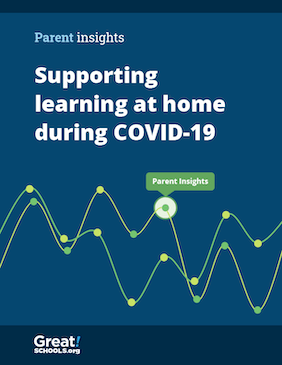 Parent insights
Supporting
learning at home
during COVID-19
Parent Insights
Great!
SCHOOLS.org